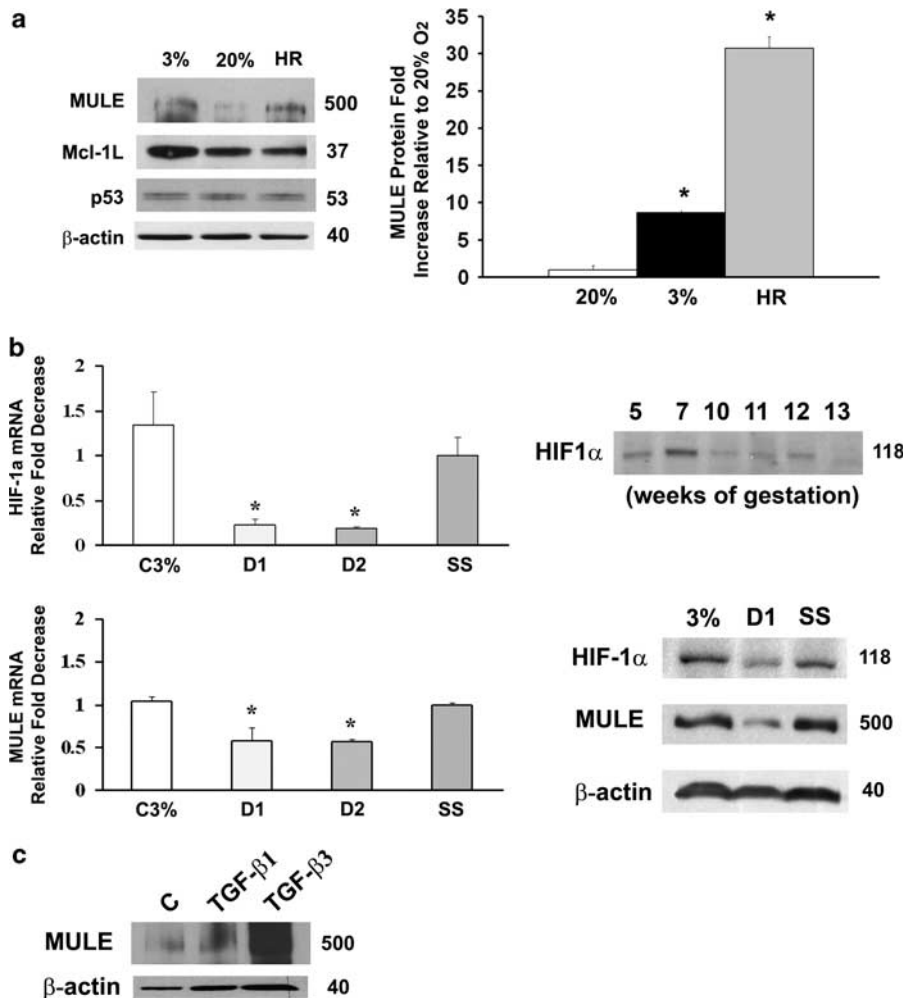 a
3% 20% HR
MULE 500
Mcl-1L 37
p53 53
β-actin 40
MULE Protein Fold
Increase Relative to 20% O2
35
30
25
20
15
10
5
0
*
*
20% 3% HR
b
HIF-1a mRNA
Relative Fold Decrease
2
1.5
1
0.5
0
* *
C3% D1 D2 SS
5 7 10 11 12 13
HIF1α 118
(weeks of gestation)
MULE mRNA
Relative Fold Decrease
2
1.5
1
0.5
0
* *
C3% D1 D2 SS
3% D1 SS
HIF-1α 118
MULE 500
β-actin 40
c
C TGF-β1 TGF-β3
MULE 500
β-actin 40